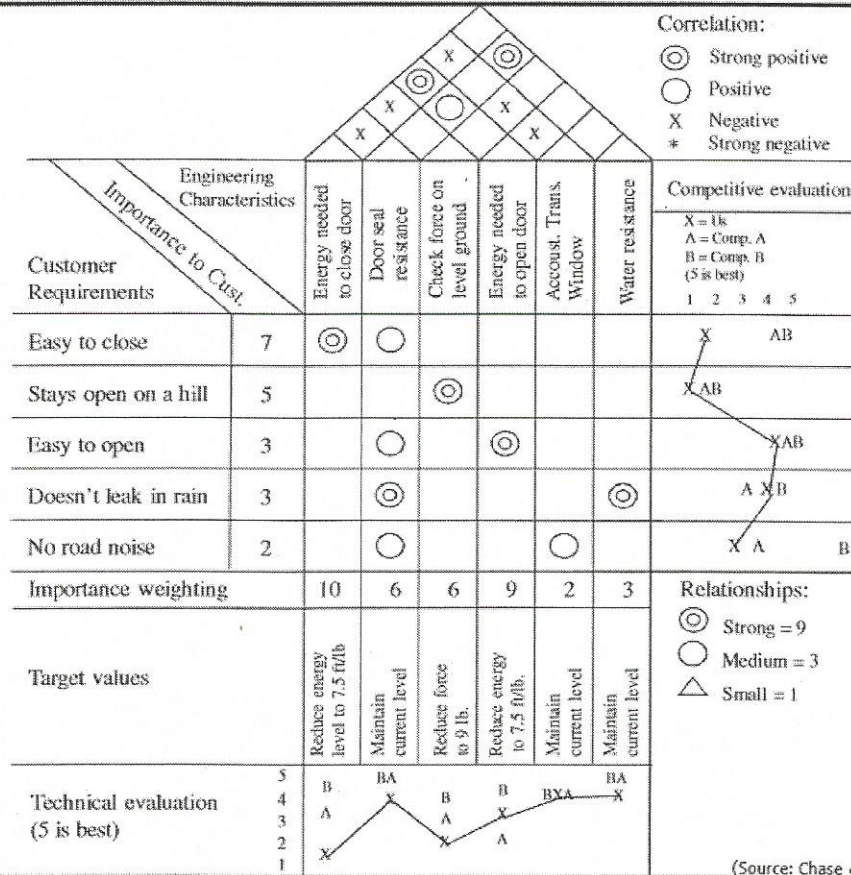 Correlation:
Strong positive
Positive
X Negative
* Strong negative
X
X
X
X
X
X
Engineering Characteristics
Importance to Cust.
Customer Requirements
Energy needed to close door
Door seal resistance
Check force on level ground
Energy needed to open door
Accoust. Trans. Window
Water resistance
Competitive evaluation
X = Us
A = Comp. A
B = Comp. B
(5 is best)
1 2 3 4 5
Easy to close 7 X AB
Stays open on a hill 5 X AB
Easy to open 3 X AB
Doesn't leak in rain 3 A X B
No road noise 2 X A B
Importance weighting 10 6 6 9 2 3
Relationships:
Strong = 9
Medium = 3
Small = 1
Target values
Reduce energy level to 7.5 ft/lb
Maintain current level
Reduce force to 9 lb.
Reduce energy to 7.5 ft/lb.
Maintain current level
Maintain current level
Technical evaluation
(5 is best)
5
4
3
2
1
B A X
BA X
B A X
B X A
BXA
BA X
(Source: Chase